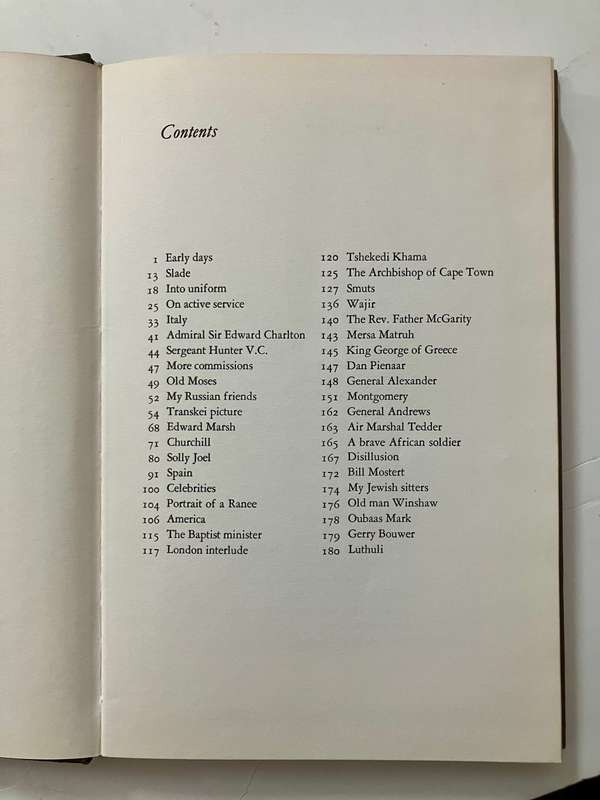 Contents
1 Early days
13 Slade
18 Into uniform
25 On active service
33 Italy
41 Admiral Sir Edward Charlton
44 Sergeant Hunter V.C.
47 More commissions
49 Old Moses
52 My Russian friends
54 Transkei picture
68 Edward Marsh
71 Churchill
80 Solly Joel
91 Spain
100 Celebrities
104 Portrait of a Ranee
106 America
115 The Baptist minister
117 London interlude
120 Tshekedi Khama
125 The Archbishop of Cape Town
127 Smuts
136 Wajir
140 The Rev. Father McGarity
143 Mersa Matruh
145 King George of Greece
147 Dan Pienaar
148 General Alexander
151 Montgomery
162 General Andrews
163 Air Marshal Tedder
165 A brave African soldier
167 Disillusion
172 Bill Mostert
174 My Jewish sitters
176 Old man Winshaw
178 Oubaas Mark
179 Gerry Bouwer
180 Luthuli